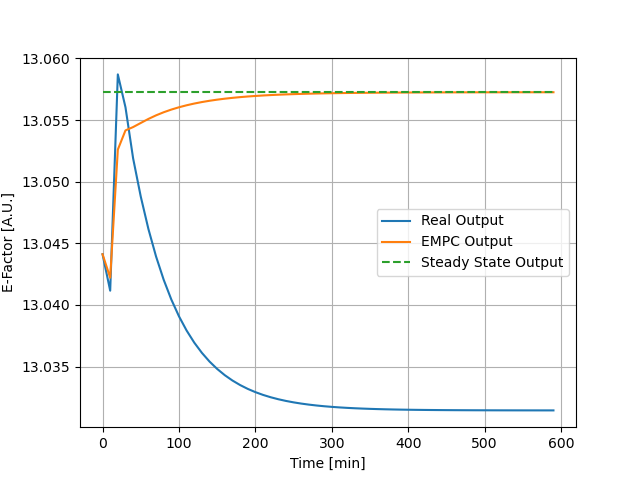 13.060
13.055
13.050
13.045
13.040
13.035
E-Factor [A.U.]
Real Output
EMPC Output
Steady State Output
0 100 200 300 400 500 600
Time [min]